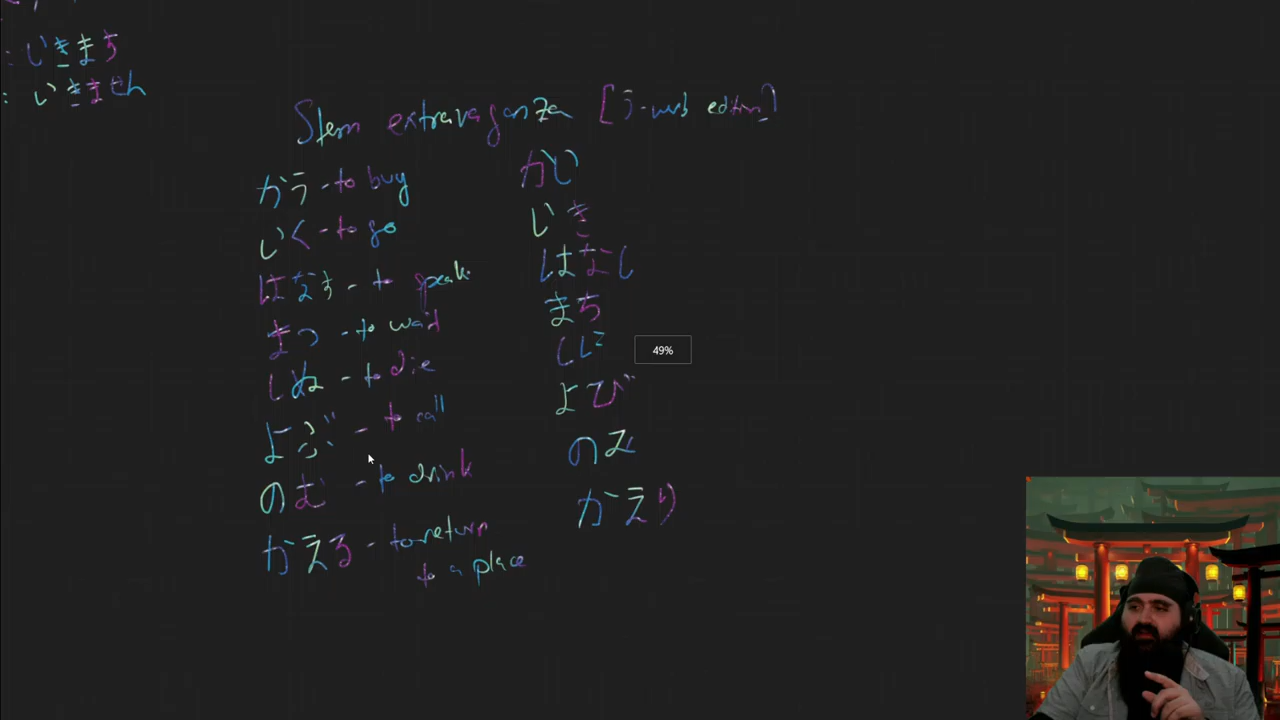 : いきます
: いきません
Stem extravaganza [う-verb edition]
かう - to buy
かい
いく - to go
いき
はなす - to speak
はなし
まつ - to wait
まち
しぬ - to die
しに
49%
よぶ - to call
よび
のむ - to drink
のみ
かえる - to return to a place
かえり